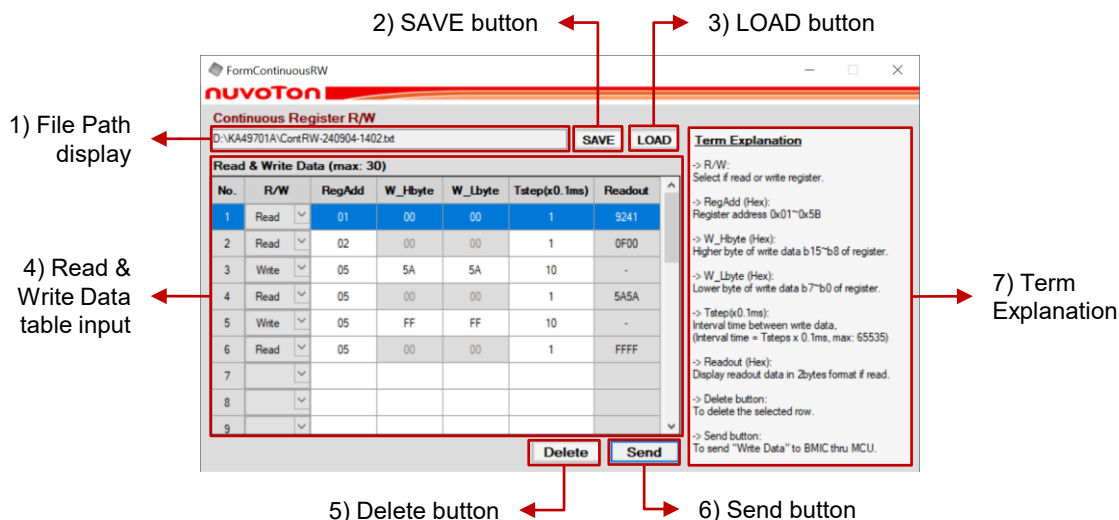 2) SAVE button
3) LOAD button
FormContinuousRW
nuvoTon
Continuous Register R/W
1) File Path
display
D:\KA49701A\ContRW-240904-1402.txt
SAVE
LOAD
Read & Write Data (max: 30)
No. R/W RegAdd W_Hbyte W_Lbyte Tstep(x0.1ms) Readout
1 Read 01 00 00 1 9241
2 Read 02 00 00 1 0F00
3 Write 05 5A 5A 10 -
4 Read 05 00 00 1 5A5A
5 Write 05 FF FF 10 -
6 Read 05 00 00 1 FFFF
7
8
9
4) Read &
Write Data
table input
Delete
Send
Term Explanation
-> R/W:
Select if read or write register.
-> RegAdd (Hex):
Register address 0x01~0x5B
-> W_Hbyte (Hex):
Higher byte of write data b15~b8 of register.
-> W_Lbyte (Hex):
Lower byte of write data b7~b0 of register.
-> Tstep(x0.1ms):
Interval time between write data,
(Interval time = Tsteps x 0.1ms, max: 65535)
-> Readout (Hex):
Display readout data in 2bytes format if read.
-> Delete button:
To delete the selected row.
-> Send button:
To send "Write Data" to BMIC thru MCU.
7) Term
Explanation
5) Delete button
6) Send button